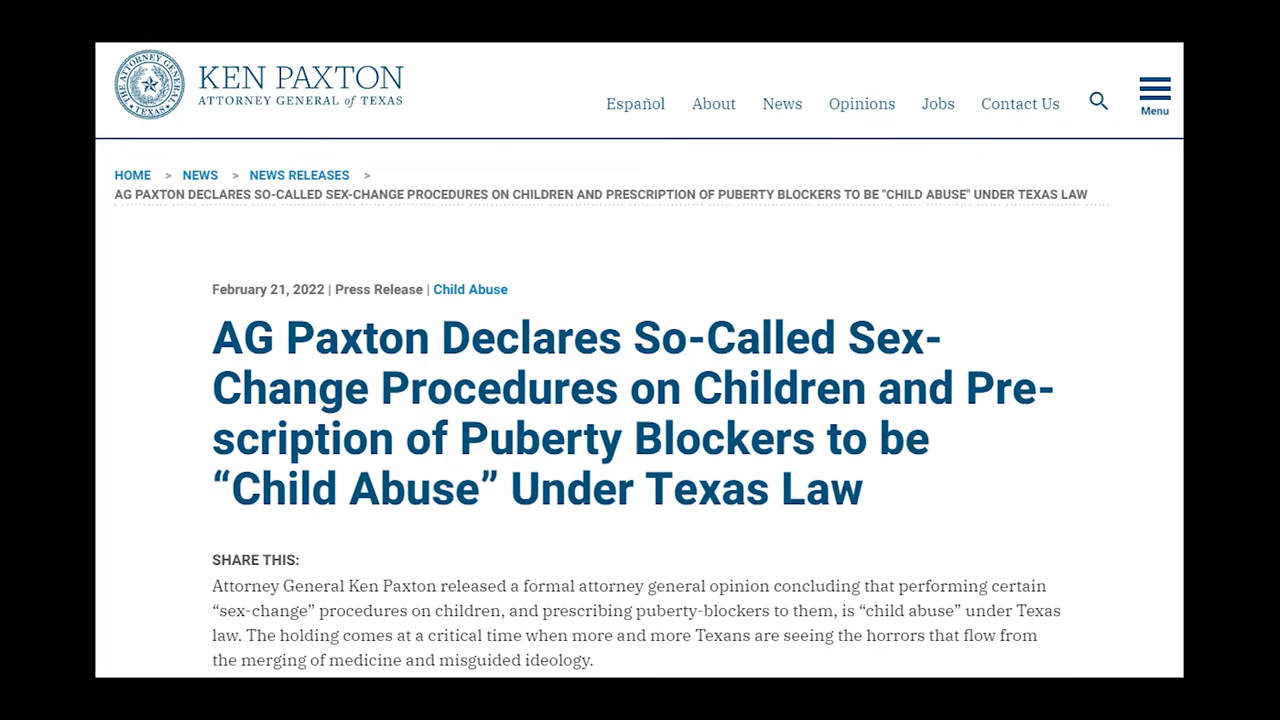 THE ATTORNEY GENERAL
TEXAS
KEN PAXTON
ATTORNEY GENERAL of TEXAS
Español About News Opinions Jobs Contact Us
Menu
HOME > NEWS > NEWS RELEASES >
AG PAXTON DECLARES SO-CALLED SEX-CHANGE PROCEDURES ON CHILDREN AND PRESCRIPTION OF PUBERTY BLOCKERS TO BE "CHILD ABUSE" UNDER TEXAS LAW
February 21, 2022 | Press Release | Child Abuse
AG Paxton Declares So-Called Sex-
Change Procedures on Children and Pre-
scription of Puberty Blockers to be
“Child Abuse” Under Texas Law
SHARE THIS:
Attorney General Ken Paxton released a formal attorney general opinion concluding that performing certain
“sex-change” procedures on children, and prescribing puberty-blockers to them, is “child abuse” under Texas
law. The holding comes at a critical time when more and more Texans are seeing the horrors that flow from
the merging of medicine and misguided ideology.